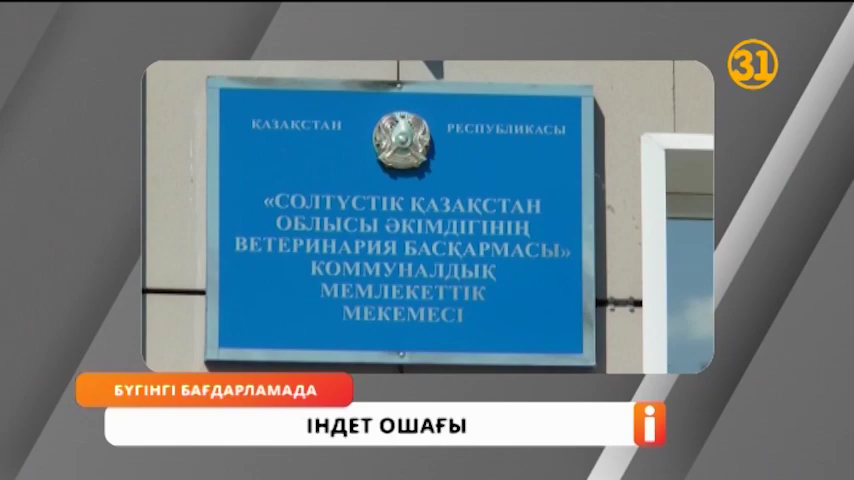 31
ҚАЗАҚСТАН РЕСПУБЛИКАСЫ
«СОЛТҮСТІК ҚАЗАҚСТАН
ОБЛЫСЫ ӘКІМДІГІНІҢ
ВЕТЕРИНАРИЯ БАСҚАРМАСЫ»
КОММУНАЛДЫҚ
МЕМЛЕКЕТТІК
МЕКЕМЕСІ
БҮГІНГІ БАҒДАРЛАМАДА
ІНДЕТ ОШАҒЫ
i